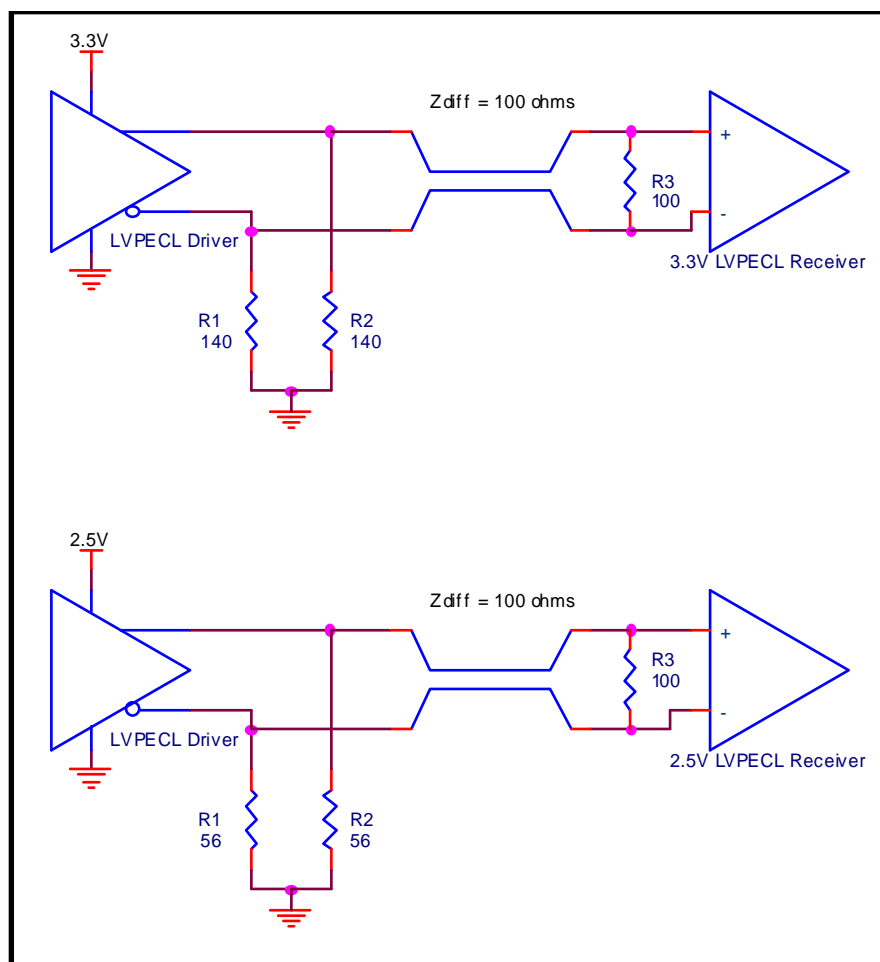 3.3V
Zdiff = 100 ohms
+
R3
100
-
LVPECL Driver
3.3V LVPECL Receiver
R1
140
R2
140
2.5V
Zdiff = 100 ohms
+
R3
100
-
LVPECL Driver
2.5V LVPECL Receiver
R1
56
R2
56